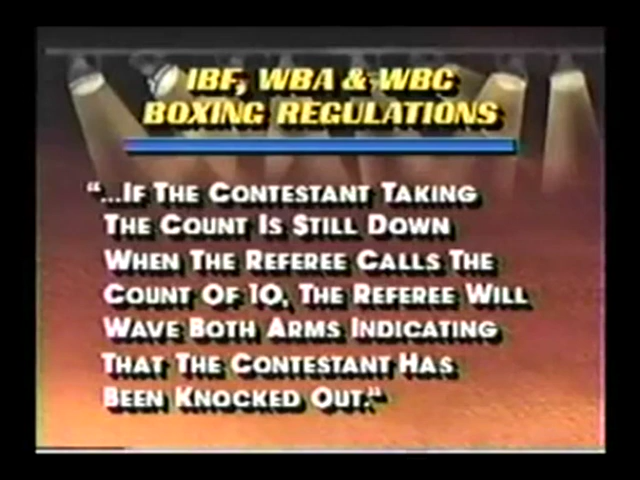 IBF, WBA & WBC
BOXING REGULATIONS
"...IF THE CONTESTANT TAKING
THE COUNT IS STILL DOWN
WHEN THE REFEREE CALLS THE
COUNT OF 10, THE REFEREE WILL
WAVE BOTH ARMS INDICATING
THAT THE CONTESTANT HAS
BEEN KNOCKED OUT."